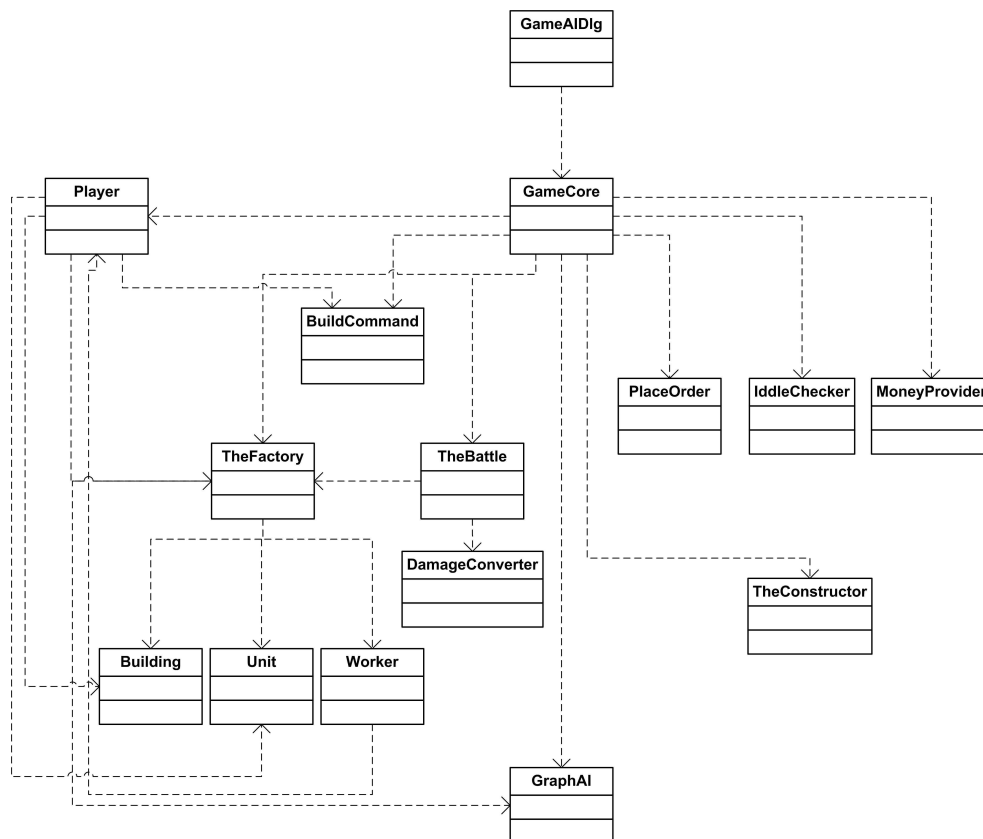 GameAIDlg
Player
GameCore
BuildCommand
PlaceOrder
IddleChecker
MoneyProvider
TheFactory
TheBattle
DamageConverter
TheConstructor
Building
Unit
Worker
GraphAI